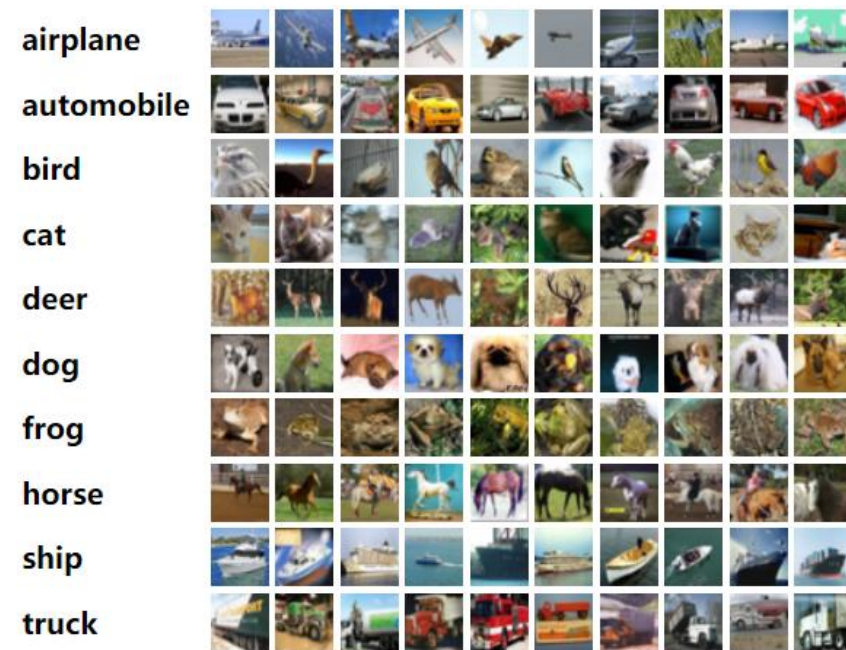 airplane
automobile
bird
cat
deer
dog
frog
horse
ship
truck